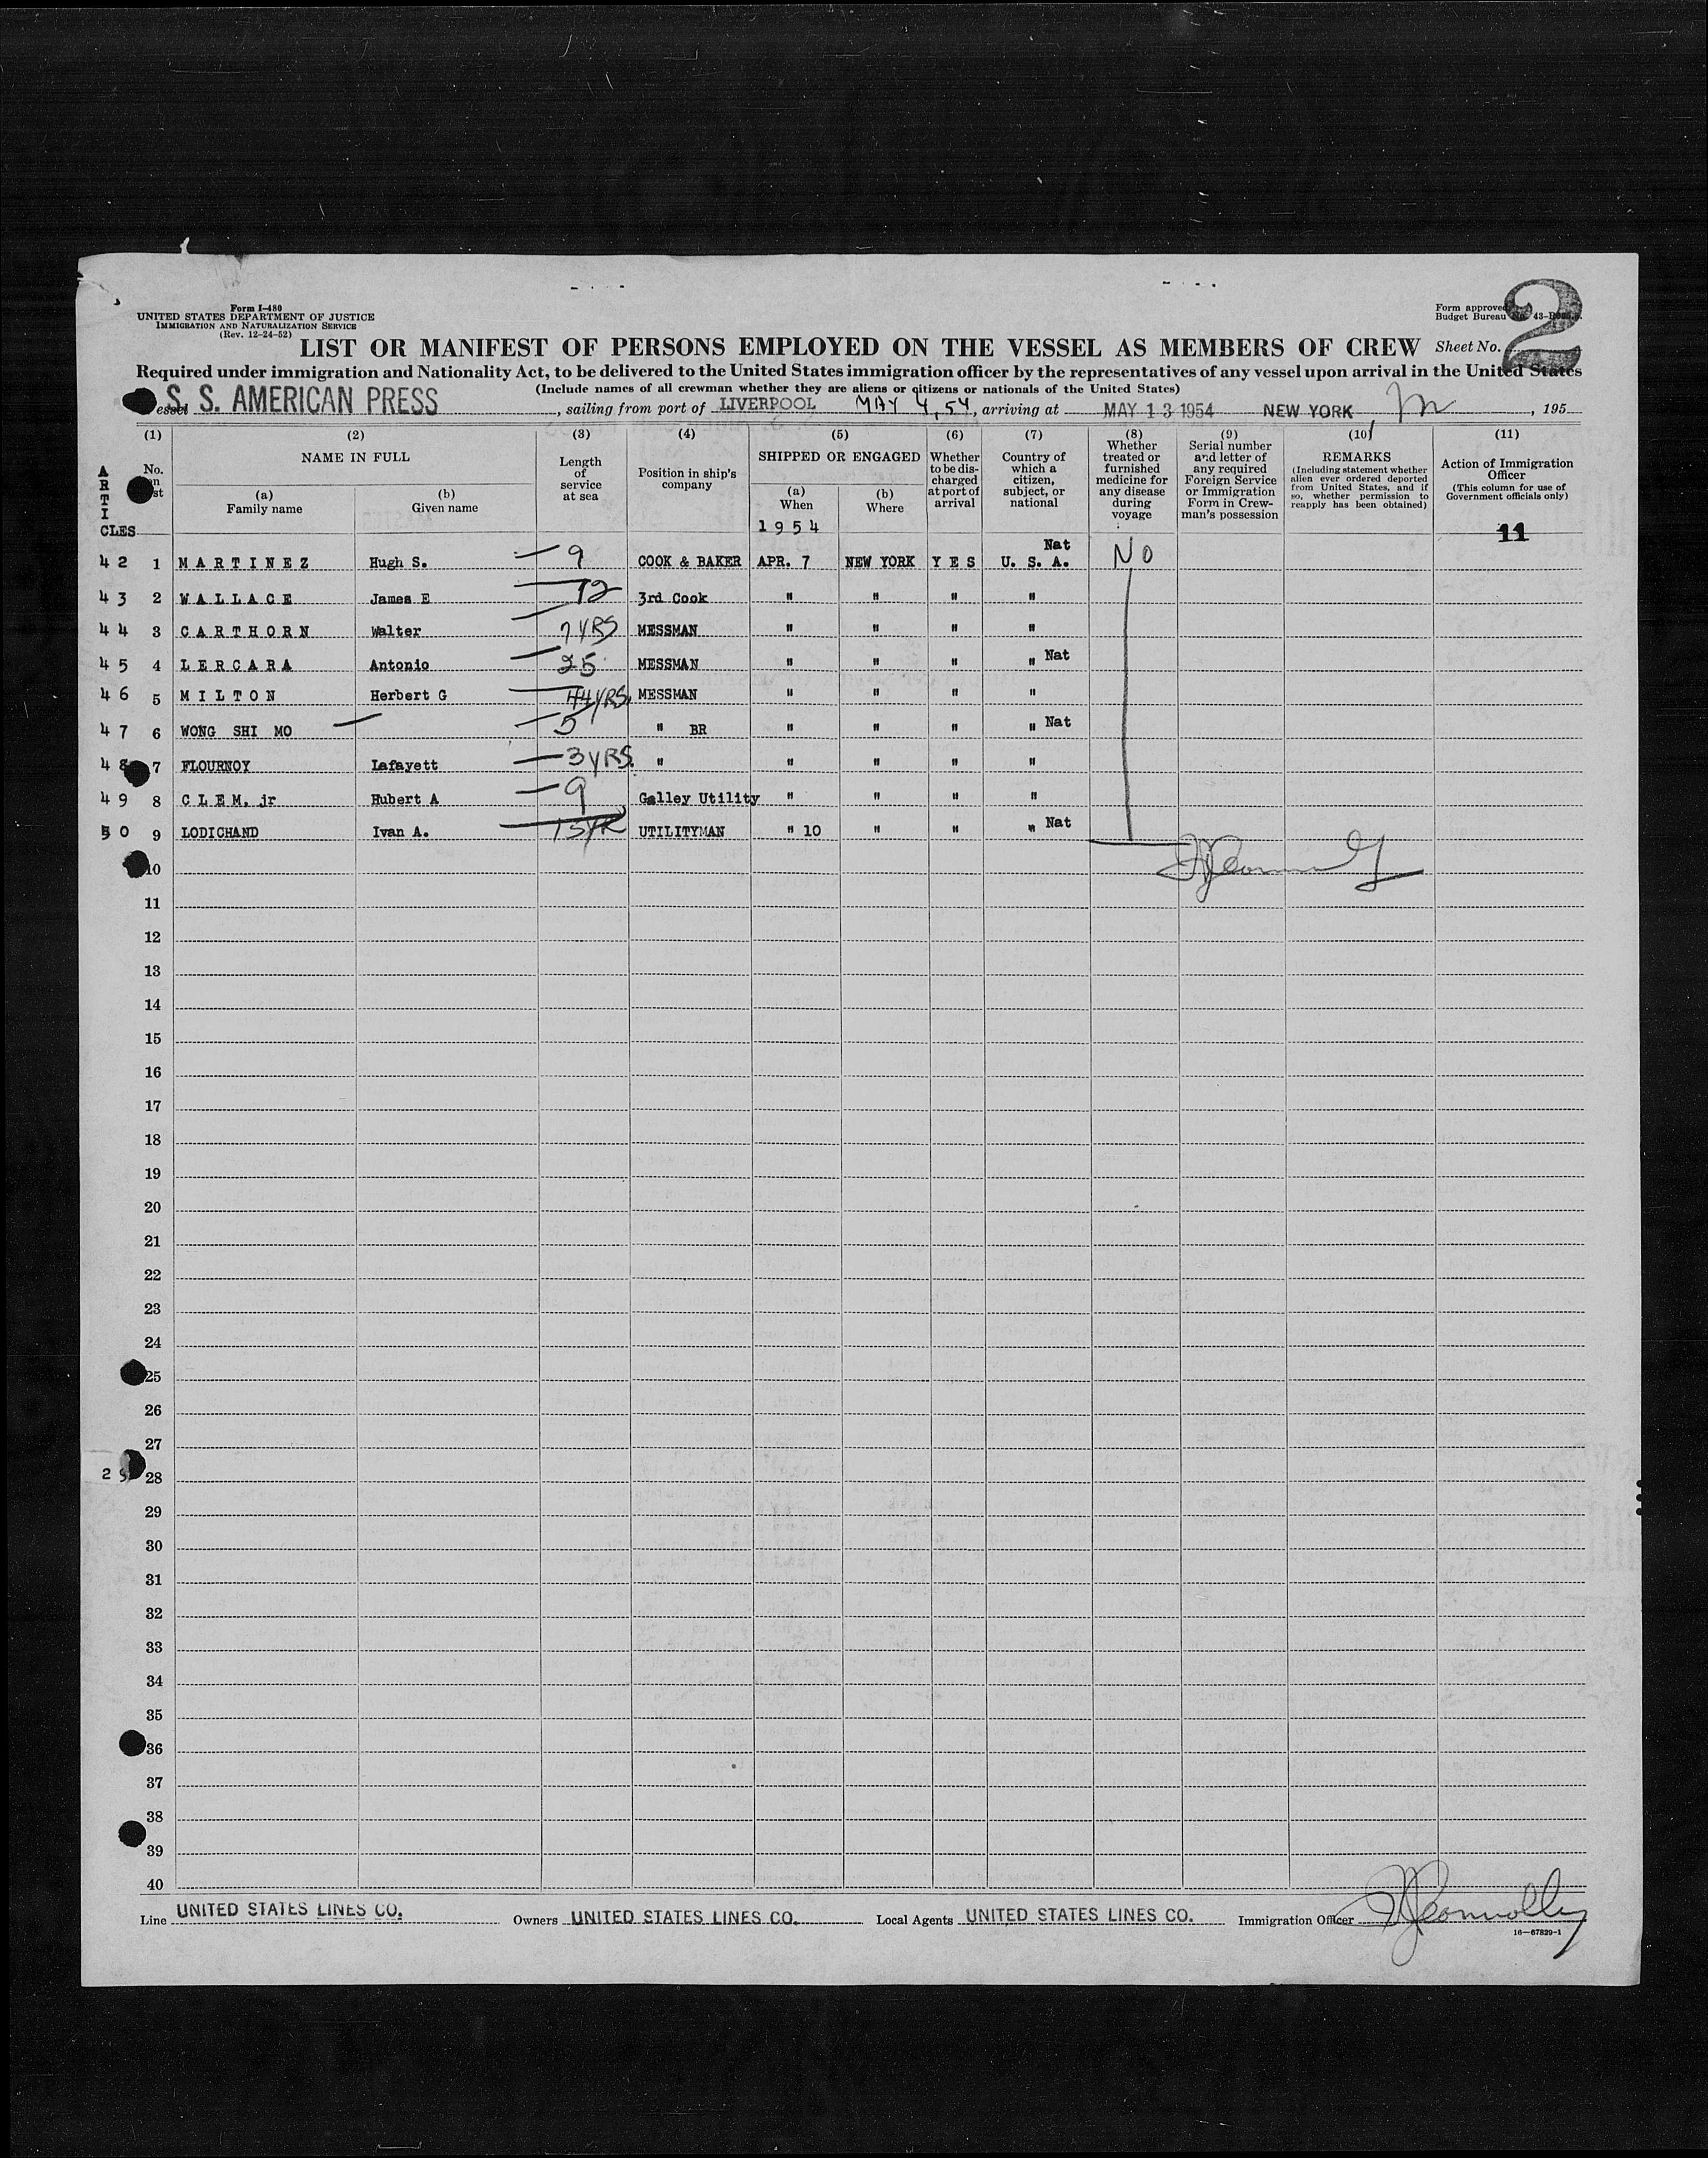 Form I-480
UNITED STATES DEPARTMENT OF JUSTICE
IMMIGRATION AND NATURALIZATION SERVICE
(Rev. 12-24-52)
Form approved
Budget Bureau No. 43-
2
LIST OR MANIFEST OF PERSONS EMPLOYED ON THE VESSEL AS MEMBERS OF CREW Sheet No.
Required under immigration and Nationality Act, to be delivered to the United States immigration officer by the representatives of any vessel upon arrival in the United States
(Include names of all crewman whether they are aliens or citizens or nationals of the United States)
S. S. AMERICAN PRESS , sailing from port of LIVERPOOL MAY 4, 54, arriving at MAY 13 1954 NEW YORK , 195
(1) (2) (3) (4) (5) (6) (7) (8) (9) (10) (11)
ARTICLES
No. on list
NAME IN FULL
(a) Family name
(b) Given name
Length of service at sea
Position in ship's company
SHIPPED OR ENGAGED
(a) When
1954
(b) Where
Whether to be discharged at port of arrival
Country of which a citizen, subject, or national
Whether treated or furnished medicine for any disease during voyage
Serial number and letter of any required Foreign Service or Immigration Form in Crewman's possession
REMARKS
(Including statement whether alien ever ordered deported from United States, and if so, whether permission to reapply has been obtained)
Action of Immigration Officer
(This column for use of Government officials only)
11
42 1 MARTINEZ Hugh S. 9 COOK & BAKER APR. 7 NEW YORK YES U. S. A. Nat NO
43 2 WALLACE James E 12 3rd Cook " " " "
44 3 CARTHORN Walter 7 YRS MESSMAN " " " "
45 4 LERCARA Antonio 25 MESSMAN " " " " Nat
46 5 MILTON Herbert G 44 YRS. MESSMAN " " " "
47 6 WONG SHI MO 5 " BR " " " " Nat
48 7 FLOURNOY Lafayett 3 YRS. " " " " "
49 8 CLEM, jr Hubert A 9 Galley Utility " " " "
50 9 LODICHAND Ivan A. 15 YR UTILITYMAN " 10 " " " Nat
10
11
12
13
14
15
16
17
18
19
20
21
22
23
24
25
26
27
28
29
30
31
32
33
34
35
36
37
38
39
40
Line UNITED STATES LINES CO. Owners UNITED STATES LINES CO. Local Agents UNITED STATES LINES CO. Immigration Officer Connolly
16—67829-1